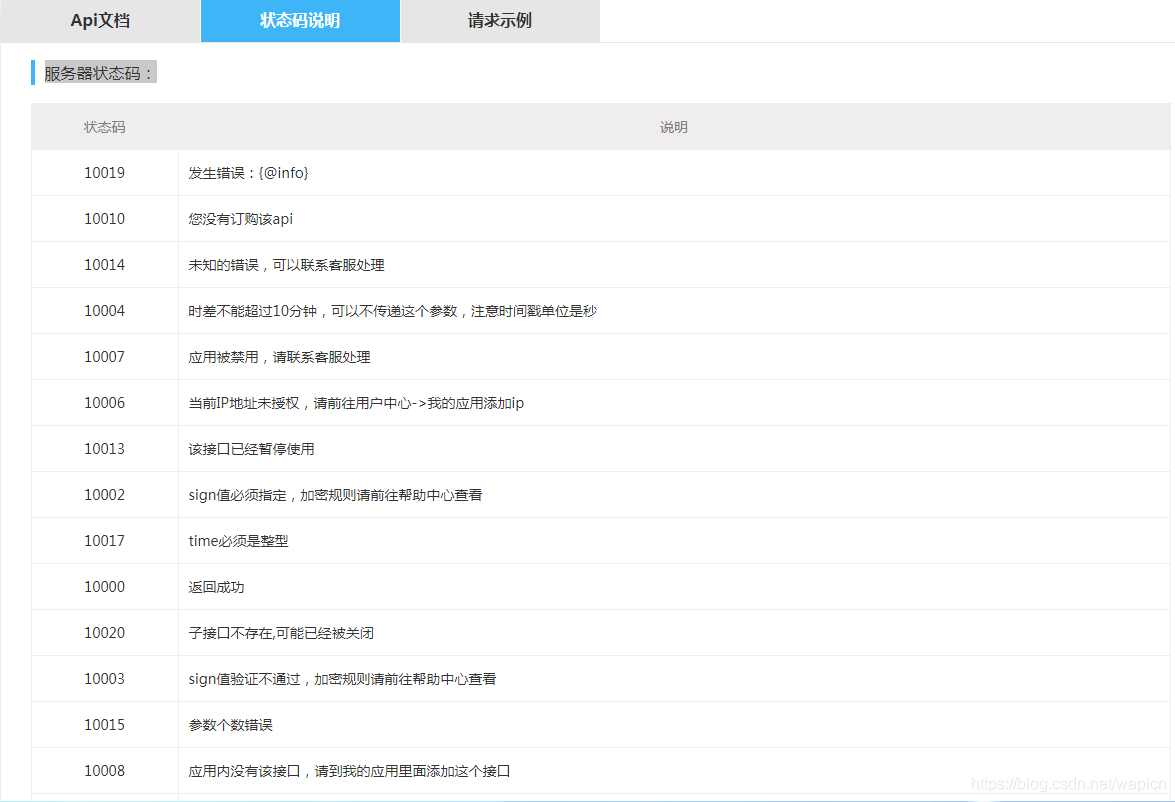 Api文档 状态码说明 请求示例
服务器状态码：
状态码 说明
10019 发生错误：{@info}
10010 您没有订购该api
10014 未知的错误，可以联系客服处理
10004 时差不能超过10分钟，可以不传递这个参数，注意时间戳单位是秒
10007 应用被禁用，请联系客服处理
10006 当前IP地址未授权，请前往用户中心->我的应用添加ip
10013 该接口已经暂停使用
10002 sign值必须指定，加密规则请前往帮助中心查看
10017 time必须是整型
10000 返回成功
10020 子接口不存在,可能已经被关闭
10003 sign值验证不通过，加密规则请前往帮助中心查看
10015 参数个数错误
10008 应用内没有该接口，请到我的应用里面添加这个接口
https://blog.csdn.net/wapicn